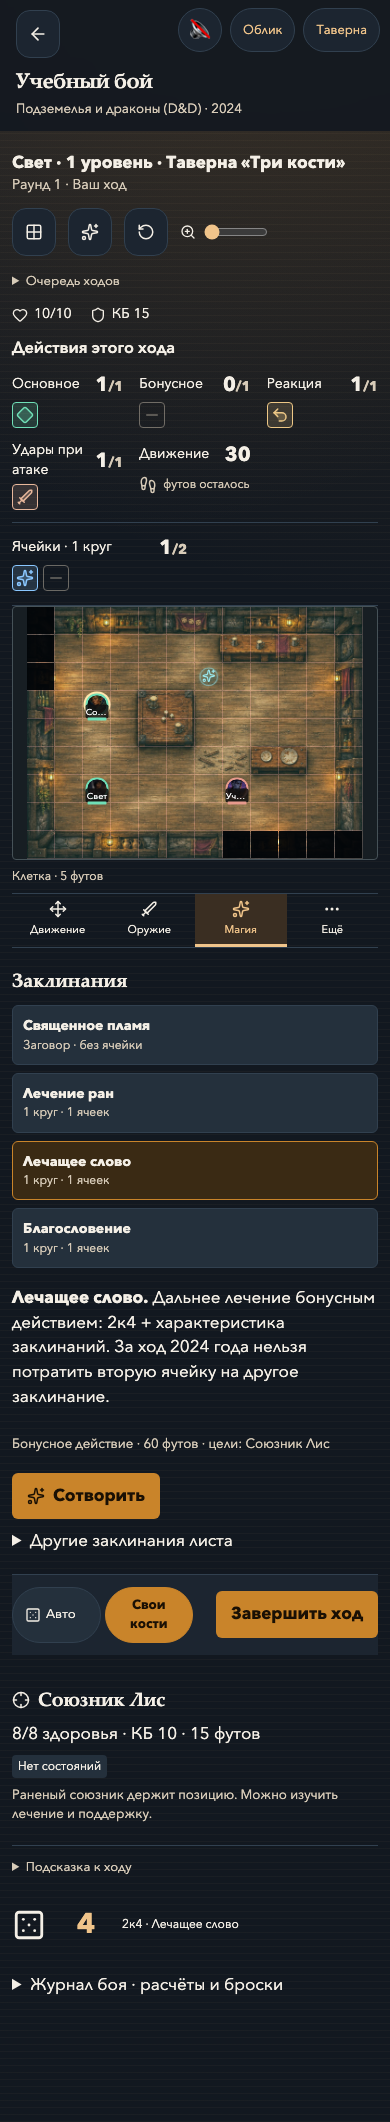 Облик
Таверна
Учебный бой
Подземелья и драконы (D&D) · 2024
Свет · 1 уровень · Таверна «Три кости»
Раунд 1 · Ваш ход
Очередь ходов
10/10 КБ 15
Действия этого хода
Основное 1/1 Бонусное 0/1 Реакция 1/1
Удары при атаке 1/1 Движение 30
футов осталось
Ячейки · 1 круг 1/2
Со...
Свет
Уч...
Клетка · 5 футов
Движение Оружие Магия Ещё
Заклинания
Священное пламя
Заговор · без ячейки
Лечение ран
1 круг · 1 ячеек
Лечащее слово
1 круг · 1 ячеек
Благословение
1 круг · 1 ячеек
Лечащее слово. Дальнее лечение бонусным
действием: 2к4 + характеристика
заклинаний. За ход 2024 года нельзя
потратить вторую ячейку на другое
заклинание.
Бонусное действие · 60 футов · цели: Союзник Лис
Сотворить
Другие заклинания листа
Авто
Свои
кости
Завершить ход
Союзник Лис
8/8 здоровья · КБ 10 · 15 футов
Нет состояний
Раненый союзник держит позицию. Можно изучить
лечение и поддержку.
Подсказка к ходу
4 2к4 · Лечащее слово
Журнал боя · расчёты и броски